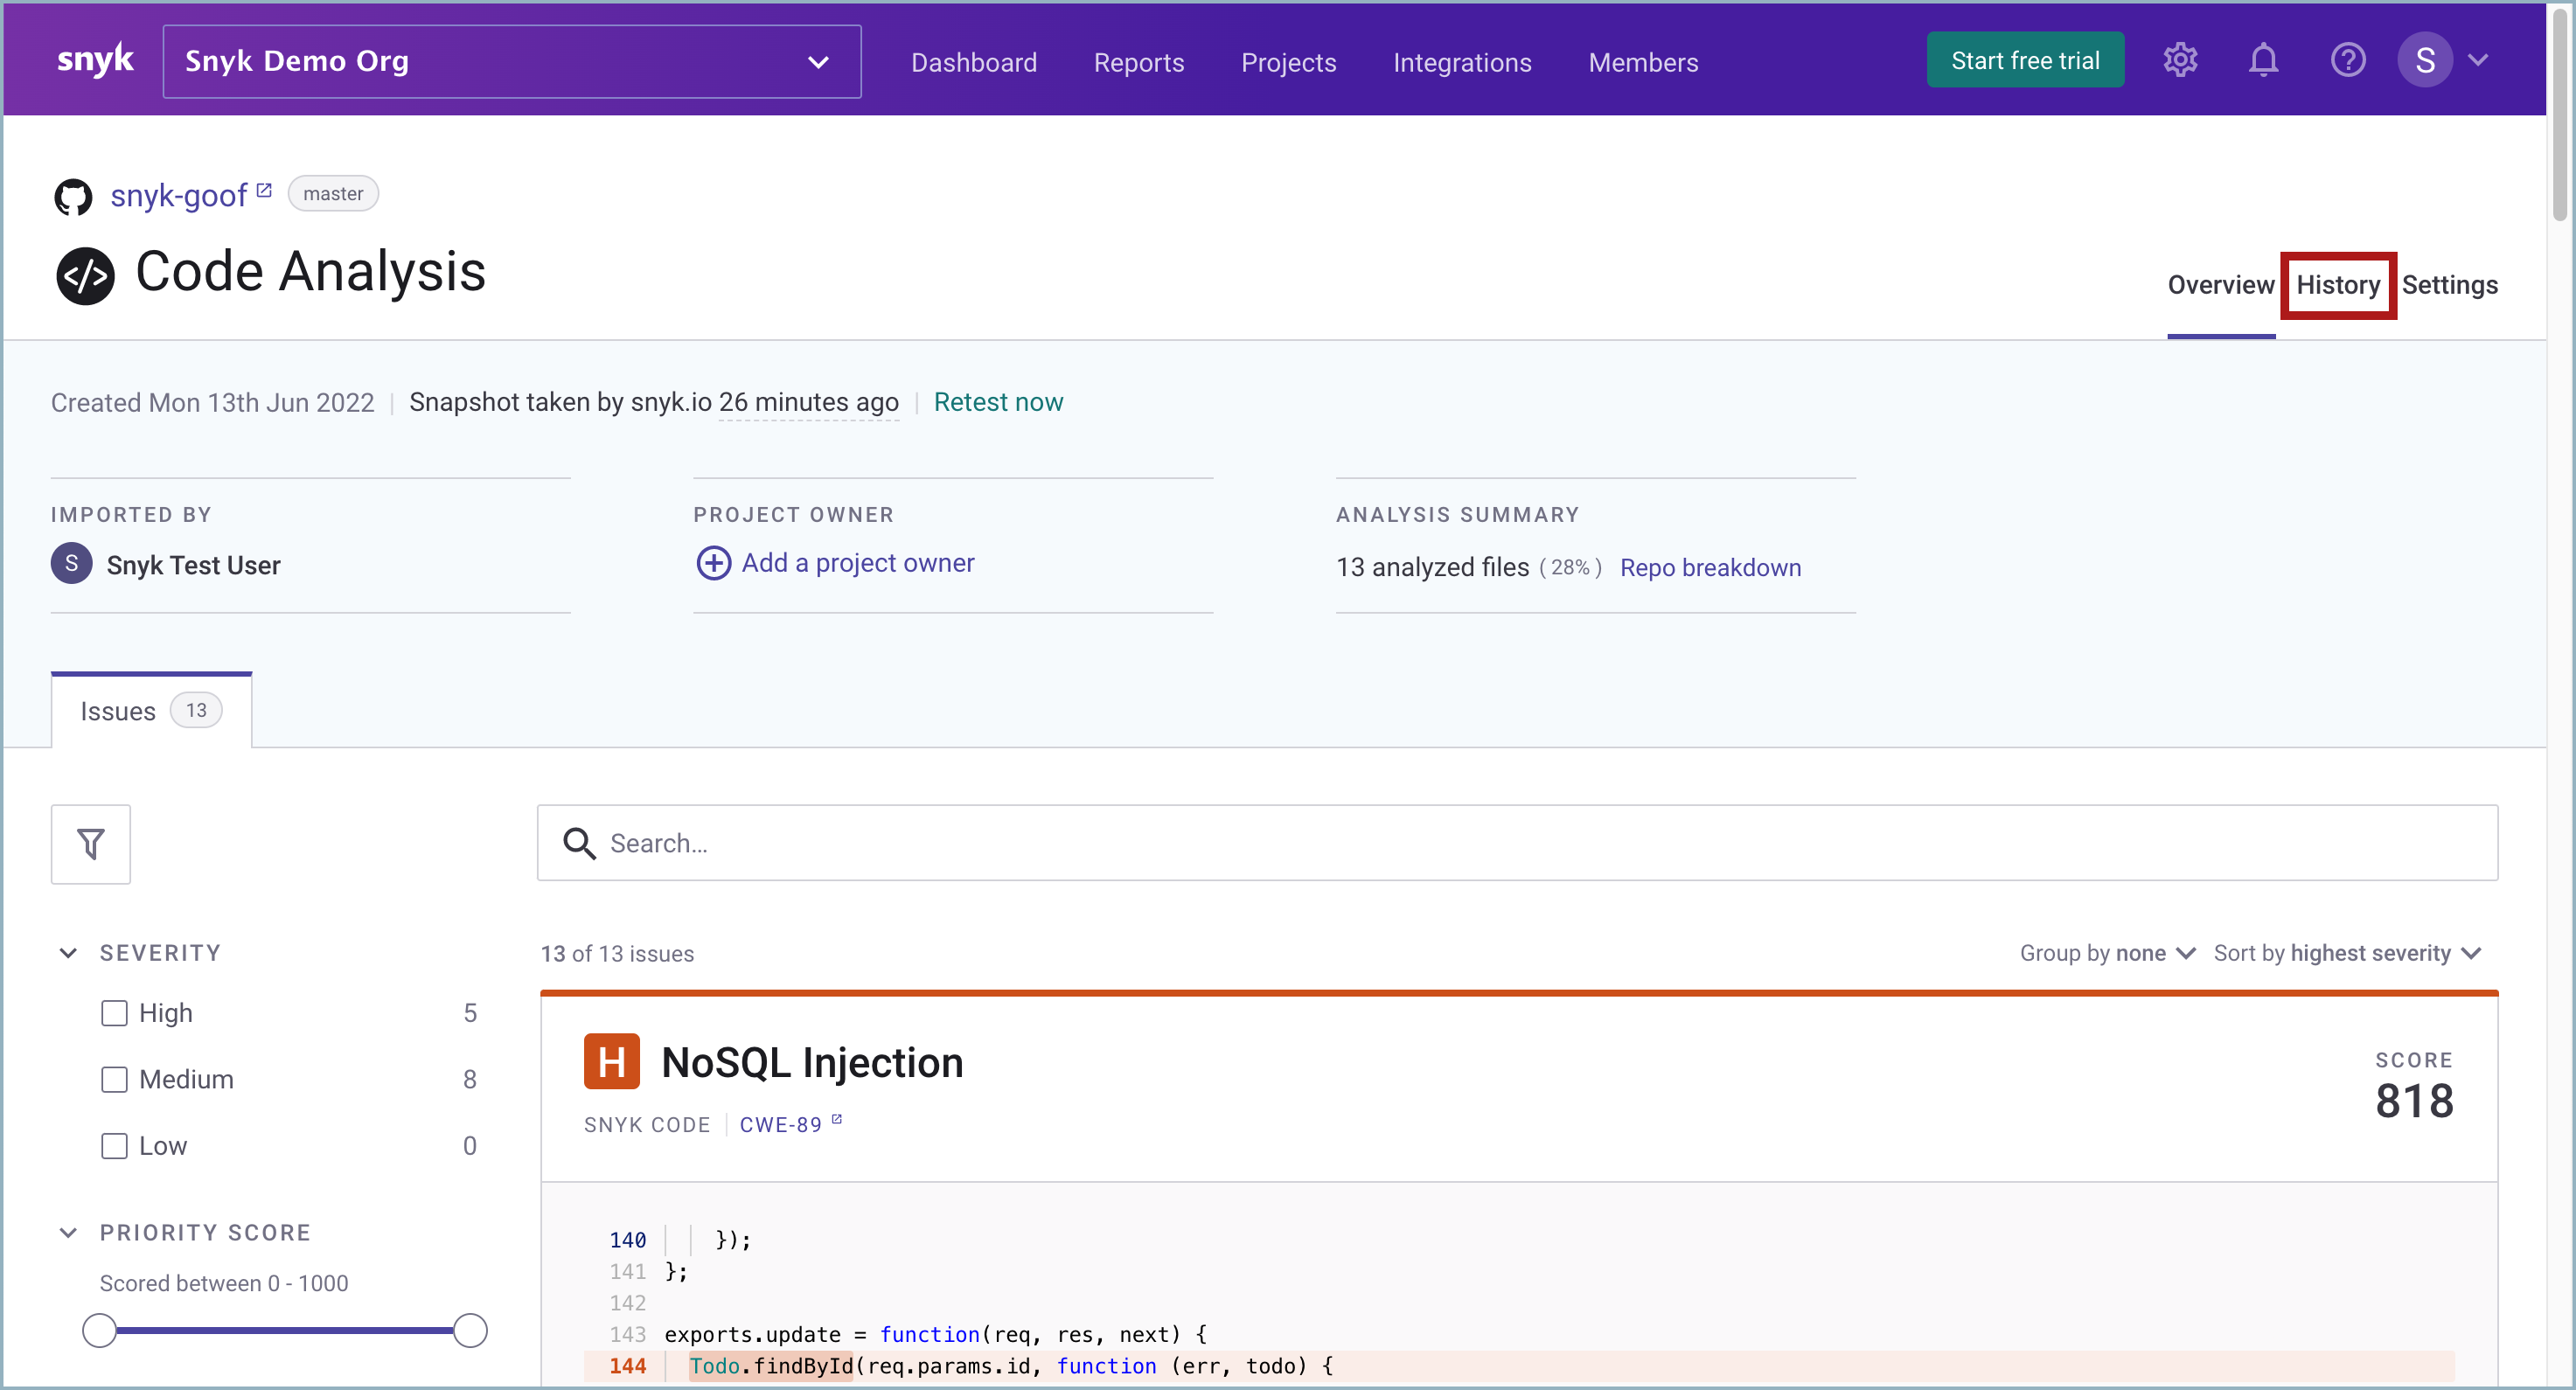 snyk Snyk Demo Org Dashboard Reports Projects Integrations Members Start free trial S
snyk-goof master
Code Analysis
Overview History Settings
Created Mon 13th Jun 2022 Snapshot taken by snyk.io 26 minutes ago Retest now
IMPORTED BY PROJECT OWNER ANALYSIS SUMMARY
S Snyk Test User Add a project owner 13 analyzed files ( 28% ) Repo breakdown
Issues 13
Search...
SEVERITY 13 of 13 issues Group by none Sort by highest severity
High 5
Medium 8
Low 0
H NoSQL Injection SCORE
818
SNYK CODE CWE-89
PRIORITY SCORE
Scored between 0 - 1000
140 });
141 };
142
143 exports.update = function(req, res, next) {
144 Todo.findById(req.params.id, function (err, todo) {